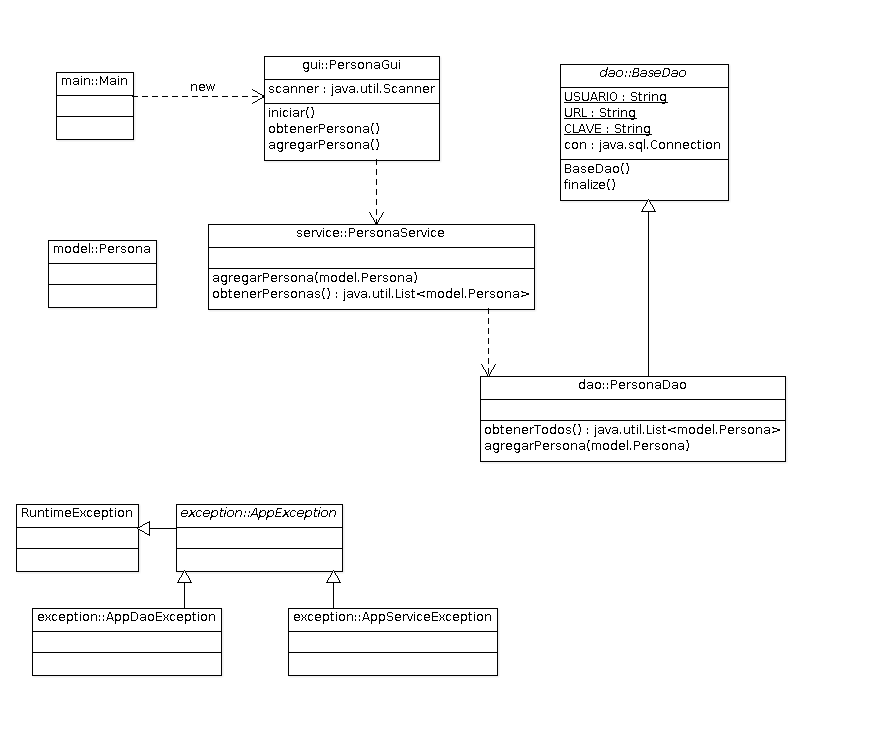 main::Main
new
gui::PersonaGui
scanner : java.util.Scanner
iniciar()
obtenerPersona()
agregarPersona()
dao::BaseDao
USUARIO : String
URL : String
CLAVE : String
con : java.sql.Connection
BaseDao()
finalize()
model::Persona
service::PersonaService
agregarPersona(model.Persona)
obtenerPersonas() : java.util.List<model.Persona>
dao::PersonaDao
obtenerTodos() : java.util.List<model.Persona>
agregarPersona(model.Persona)
RuntimeException
exception::AppException
exception::AppDaoException
exception::AppServiceException